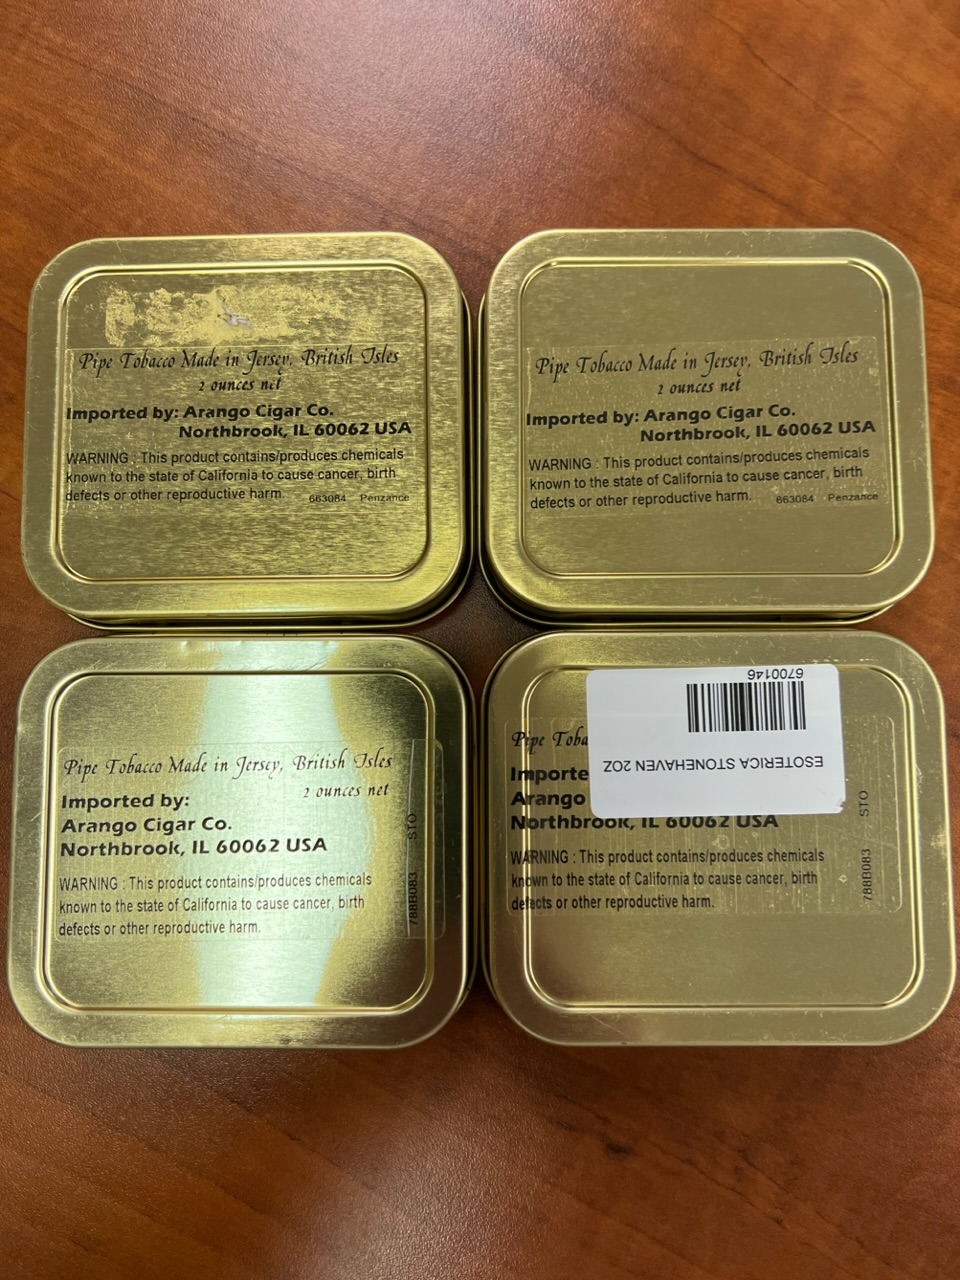 Pipe Tobacco Made in Jersey, British Isles
2 ounces net
Imported by: Arango Cigar Co.
Northbrook, IL 60062 USA
WARNING : This product contains/produces chemicals
known to the state of California to cause cancer, birth
defects or other reproductive harm. 663084 Penzance
Pipe Tobacco Made in Jersey, British Isles
2 ounces net
Imported by: Arango Cigar Co.
Northbrook, IL 60062 USA
WARNING : This product contains/produces chemicals
known to the state of California to cause cancer, birth
defects or other reproductive harm. 663084 Penzance
Pipe Tobacco Made in Jersey, British Isles
2 ounces net
Imported by:
Arango Cigar Co.
Northbrook, IL 60062 USA
WARNING : This product contains/produces chemicals
known to the state of California to cause cancer, birth
defects or other reproductive harm.
788B083 STO
Pipe Toba
Importe
Arango
Northbrook, IL 60062 USA
WARNING : This product contains/produces chemicals
known to the state of California to cause cancer, birth
defects or other reproductive harm.
788B083 STO
ESOTERICA STONEHAVEN 2OZ
6700146